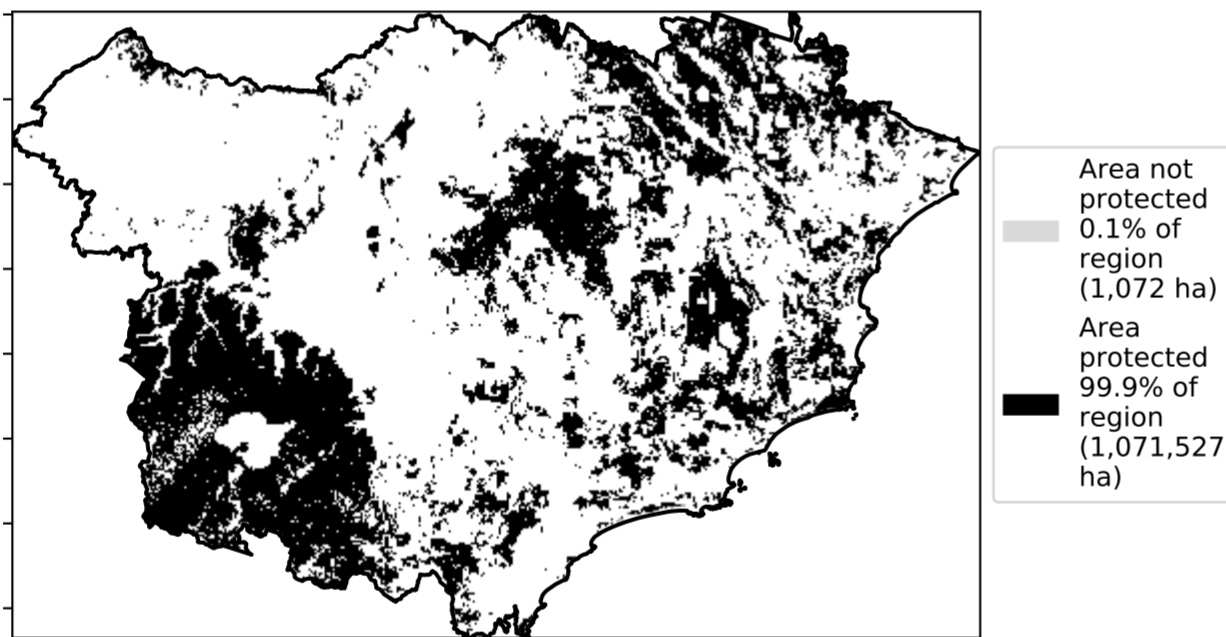 Area not
protected
0.1% of
region
(1,072 ha)
Area
protected
99.9% of
region
(1,071,527
ha)